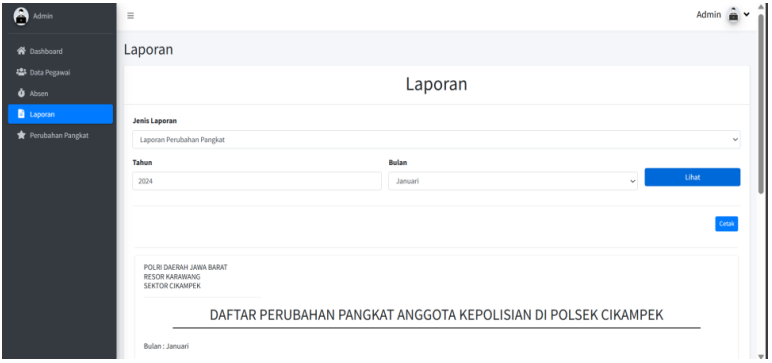 Admin
Admin
Dashboard
Data Pegawai
Absen
Laporan
Perubahan Pangkat
Laporan
Laporan
Jenis Laporan
Laporan Perubahan Pangkat
Tahun
Bulan
2024
Januari
Lihat
Cetak
POLRI DAERAH JAWA BARAT
RESOR KARAWANG
SEKTOR CIKAMPEK
DAFTAR PERUBAHAN PANGKAT ANGGOTA KEPOLISIAN DI POLSEK CIKAMPEK
Bulan : Januari